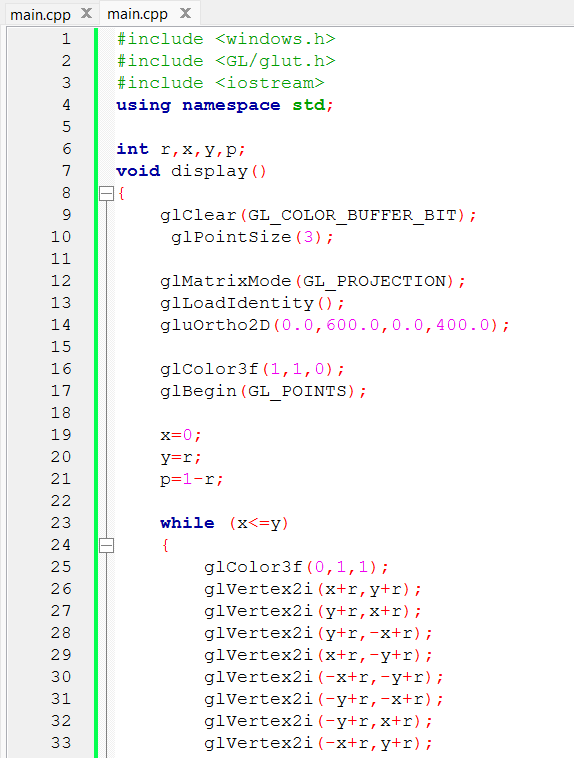 main.cpp X main.cpp X
1 #include <windows.h>
2 #include <GL/glut.h>
3 #include <iostream>
4 using namespace std;
5
6 int r,x,y,p;
7 void display()
8 {
9 glClear(GL_COLOR_BUFFER_BIT);
10 glPointSize(3);
11
12 glMatrixMode(GL_PROJECTION);
13 glLoadIdentity();
14 gluOrtho2D(0.0,600.0,0.0,400.0);
15
16 glColor3f(1,1,0);
17 glBegin(GL_POINTS);
18
19 x=0;
20 y=r;
21 p=1-r;
22
23 while (x<=y)
24 {
25 glColor3f(0,1,1);
26 glVertex2i(x+r,y+r);
27 glVertex2i(y+r,x+r);
28 glVertex2i(y+r,-x+r);
29 glVertex2i(x+r,-y+r);
30 glVertex2i(-x+r,-y+r);
31 glVertex2i(-y+r,-x+r);
32 glVertex2i(-y+r,x+r);
33 glVertex2i(-x+r,y+r);